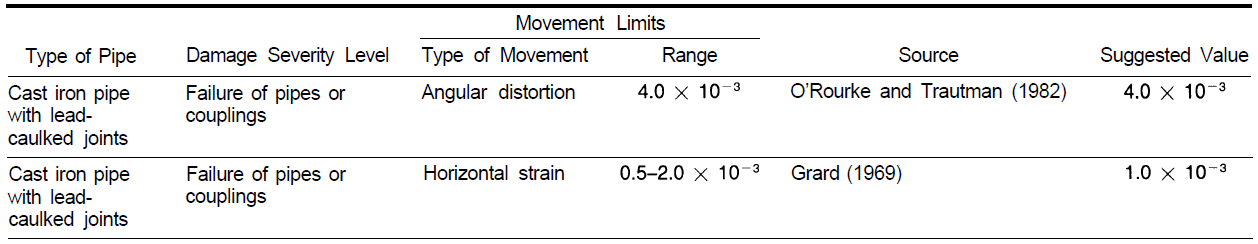 Movement Limits
Type of Pipe Damage Severity Level Type of Movement Range Source Suggested Value
Cast iron pipe Failure of pipes or Angular distortion 4.0 × 10⁻³ O'Rourke and Trautman (1982) 4.0 × 10⁻³
with lead- couplings
caulked joints
Cast iron pipe Failure of pipes or Horizontal strain 0.5–2.0 × 10⁻³ Grard (1969) 1.0 × 10⁻³
with lead- couplings
caulked joints